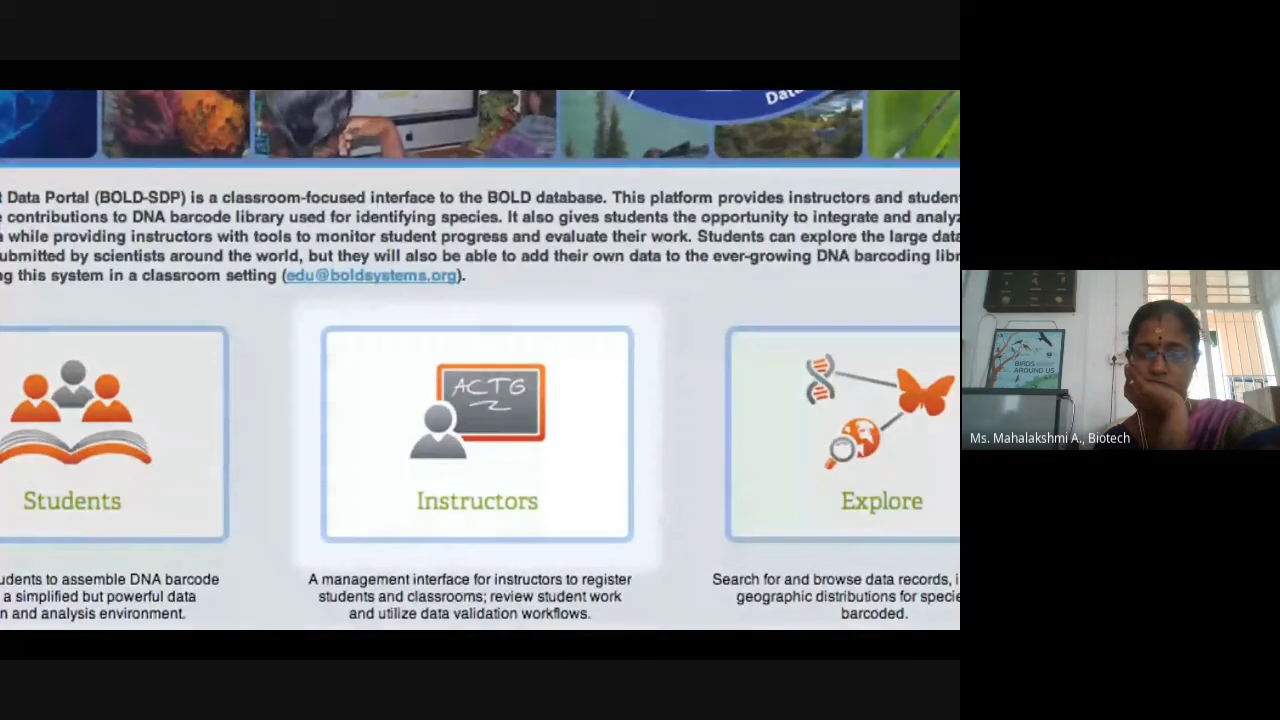 Data
t Data Portal (BOLD-SDP) is a classroom-focused interface to the BOLD database. This platform provides instructors and studen
contributions to DNA barcode library used for identifying species. It also gives students the opportunity to integrate and analyz
while providing instructors with tools to monitor student progress and evaluate their work. Students can explore the large data
ubmitted by scientists around the world, but they will also be able to add their own data to the ever-growing DNA barcoding libr
ng this system in a classroom setting (edu@boldsystems.org).
ACTG
Students
Instructors
Explore
udents to assemble DNA barcode
a simplified but powerful data
n and analysis environment.
A management interface for instructors to register
students and classrooms; review student work
and utilize data validation workflows.
Search for and browse data records, i
geographic distributions for specie
barcoded.
BIRDS
AROUND US
Ms. Mahalakshmi A., Biotech